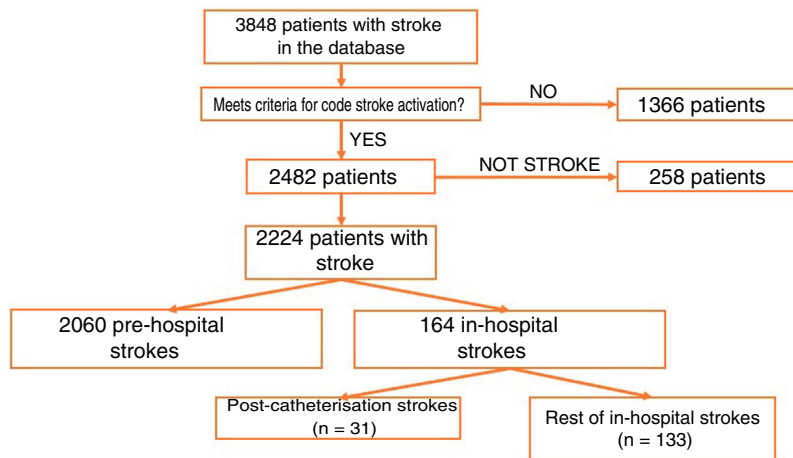 3848 patients with stroke
in the database
Meets criteria for code stroke activation?
NO
1366 patients
YES
2482 patients
NOT STROKE
258 patients
2224 patients with
stroke
2060 pre-hospital
strokes
164 in-hospital
strokes
Post-catheterisation strokes
(n = 31)
Rest of in-hospital strokes
(n = 133)